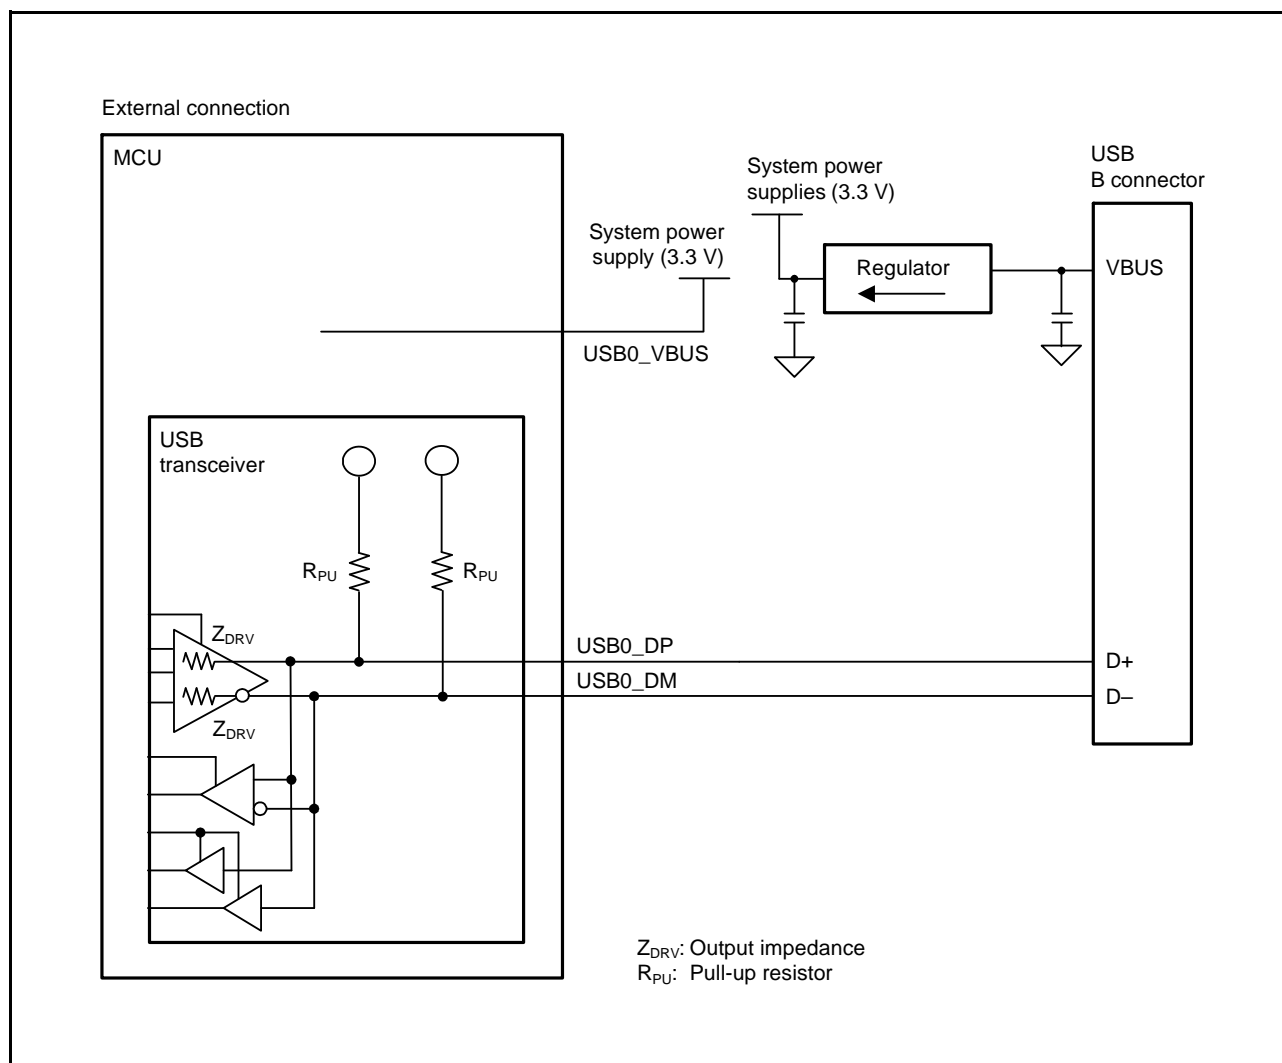 External connection
MCU
USB
B connector
System power
supplies (3.3 V)
System power
supply (3.3 V)
Regulator
VBUS
USB0_VBUS
USB
transceiver
RPU
RPU
ZDRV
USB0_DP
D+
USB0_DM
D–
ZDRV
ZDRV: Output impedance
RPU: Pull-up resistor